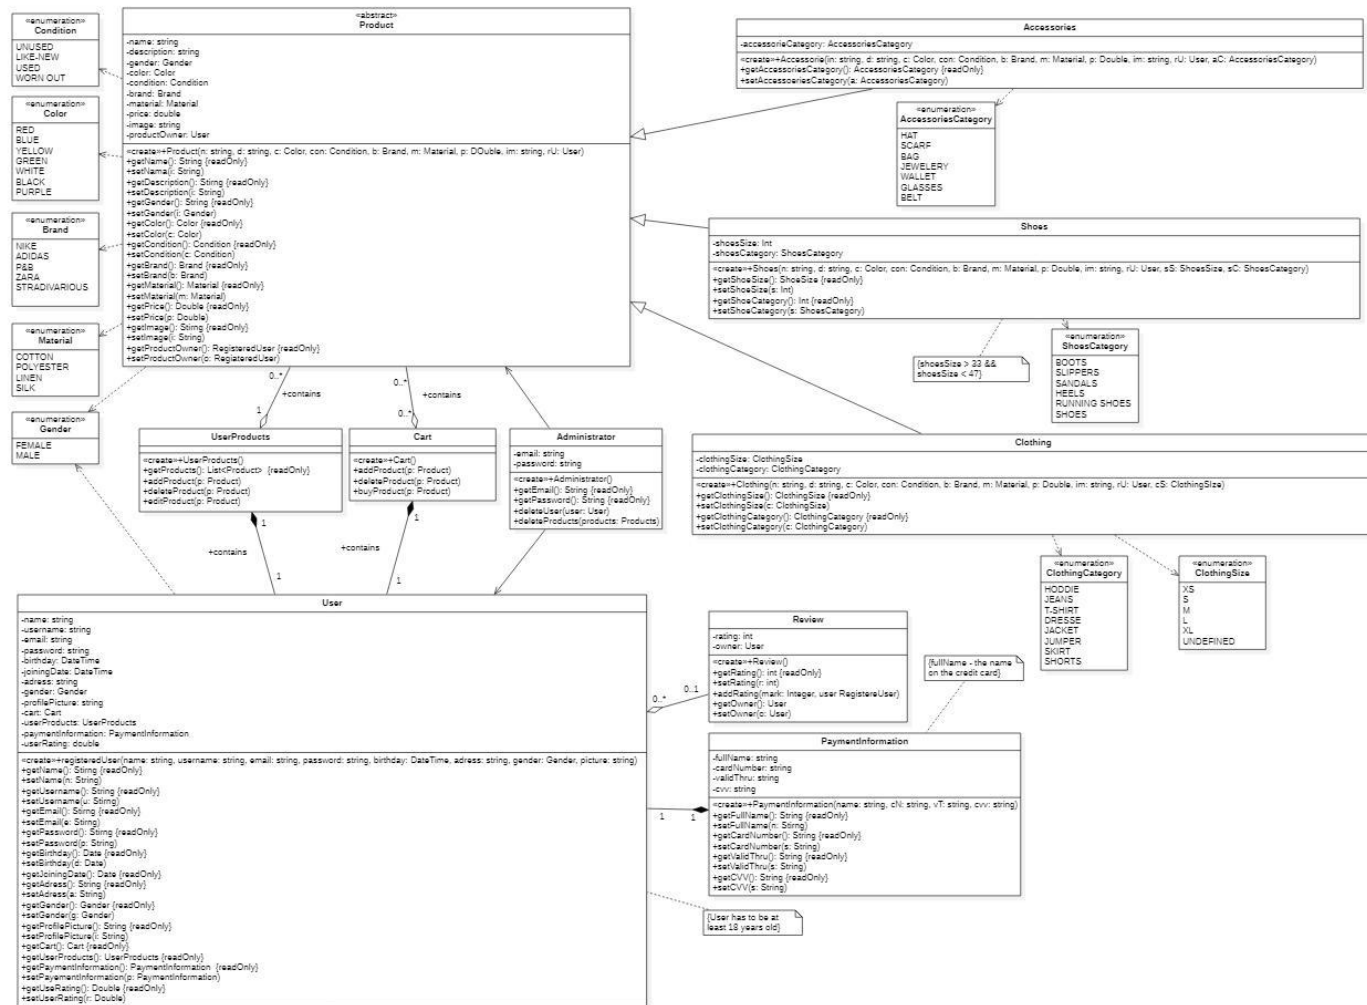 «enumeration»
Condition
UNUSED
LIKE-NEW
USED
WORN OUT
«enumeration»
Color
RED
BLUE
YELLOW
GREEN
WHITE
BLACK
PURPLE
«enumeration»
Brand
NIKE
ADIDAS
P&B
ZARA
STRADIVARIOUS
«enumeration»
Material
COTTON
POLYESTER
LINEN
SILK
«enumeration»
Gender
FEMALE
MALE
«abstract»
Product
-name: string
-description: string
-gender: Gender
-color: Color
-condition: Condition
-brand: Brand
-material: Material
-price: double
-image: string
-productOwner: User
«create»+Product(n: string, d: string, c: Color, con: Condition, b: Brand, m: Material, p: DOuble, im: string, rU: User)
+getName(): String {readOnly}
+setNama(i: String)
+getDescription(): Stirng {readOnly}
+setDescription(i: String)
+getGender(): String {readOnly}
+setGender(i: Gender)
+getColor(): Color {readOnly}
+setColor(c: Color)
+getCondition(): Condition {readOnly}
+setCondition(c: Condition)
+getBrand(): Brand {readOnly}
+setBrand(b: Brand)
+getMaterial(): Material {readOnly}
+setMaterial(m: Material)
+getPrice(): Double {readOnly}
+setPrice(p: Double)
+getImage(): Stirng {readOnly}
+setImage(i: String)
+getProductOwner(): RegisteredUser {readOnly}
+setProductOwner(o: RegiateredUser)
0..*
+contains
1
0..*
+contains
0..*
UserProducts
«create»+UserProducts()
+getProducts(): List<Product> {readOnly}
+addProduct(p: Product)
+deleteProduct(p: Product)
+editProduct(p: Product)
Cart
«create»+Cart()
+addProduct(p: Product)
+deleteProduct(p: Product)
+buyProduct(p: Product)
Administrator
-email: string
-password: string
«create»+Administrator()
+getEmail(): String {readOnly}
+getPassword(): String {readOnly}
+deleteUser(user: User)
+deleteProducts(products: Products)
1
+contains
1
1
+contains
1
Accessories
-accessorieCategory: AccessoriesCategory
«create»+Accessorie(in: string, d: string, c: Color, con: Condition, b: Brand, m: Material, p: Double, im: string, rU: User, aC: AccessoriesCategory)
+getAccessoriesCategory(): AccessoriesCategory {readOnly}
+setAccessoeriesCategory(a: AccessoriesCategory)
«enumeration»
AccessoriesCategory
HAT
SCARF
BAG
JEWELERY
WALLET
GLASSES
BELT
Shoes
-shoesSize: Int
-shoesCategory: ShoesCategory
«create»+Shoes(n: string, d: string, c: Color, con: Condition, b: Brand, m: Material, p: Double, im: string, rU: User, sS: ShoesSize, sC: ShoesCategory)
+getShoeSize(): ShoeSize {readOnly}
+setShoeSize(s: Int)
+getShoeCategory(): Int {readOnly}
+setShoeCategory(s: ShoesCategory)
{shoesSize > 33 &&
shoesSize < 47}
«enumeration»
ShoesCategory
BOOTS
SLIPPERS
SANDALS
HEELS
RUNNING SHOES
SHOES
Clothing
-clothingSize: ClothingSize
-clothingCategory: ClothingCategory
«create»+Clothing(n: string, d: string, c: Color, con: Condition, b: Brand, m: Material, p: Double, im: string, rU: User, cS: ClothingSize)
+getClothingSize(): ClothingSize {readOnly}
+setClothingSize(c: ClothingSize)
+getClothingCategory(): ClothingCategory {readOnly}
+setClothingCategory(c: ClothingCategory)
«enumeration»
ClothingCategory
HODDIE
JEANS
T-SHIRT
DRESSE
JACKET
JUMPER
SKIRT
SHORTS
«enumeration»
ClothingSize
XS
S
M
L
XL
UNDEFINED
User
-name: string
-username: string
-email: string
-password: string
-birthday: DateTime
-joiningDate: DateTime
-adress: string
-gender: Gender
-profilePicture: string
-cart: Cart
-userProducts: UserProducts
-paymentInformation: PaymentInformation
-userRating: double
«create»+registeredUser(name: string, username: string, email: string, password: string, birthday: DateTime, adress: string, gender: Gender, picture: string)
+getName(): Stirng {readOnly}
+setName(n: String)
+getUsername(): String {readOnly}
+setUsername(u: Stirng)
+getEmail(): Stirng {readOnly}
+setEmail(e: Stirng)
+getPassword(): Stirng {readOnly}
+setPassword(p: String)
+getBirthday(): Date {readOnly}
+setBirthday(d: Date)
+getJoiningDate(): Date {readOnly}
+getAdress(): String {readOnly}
+setAdress(a: String)
+getGender(): Gender {readOnly}
+setGender(g: Gender)
+getProfilePicture(): String {readOnly}
+setProfilePicture(i: String)
+getCart(): Cart {readOnly}
+getUserProducts(): UserProducts {readOnly}
+getPaymentInformation(): PaymentInformation {readOnly}
+setPayementInformation(p: PaymentInformation)
+getUseRating(): Double {readOnly}
+setUserRating(r: Double)
Review
-rating: int
-owner: User
«create»+Review()
+getRating(): int {readOnly}
+setRating(r: int)
+addRating(mark: Integer, user RegistereUser)
+getOwner(): User
+setOwner(o: User)
0..*
0..1
{fullName - the name
on the credit card}
PaymentInformation
-fullName: string
-cardNumber: string
-validThru: string
-cvv: string
«create»+PaymentInformation(name: string, cN: string, vT: string, cvv: string)
+getFullName(): String {readOnly}
+setFullName(n: Stirng)
+getCardNumber(): String {readOnly}
+setCardNumber(s: String)
+getValidThru(): String {readOnly}
+setValidThru(s: String)
+getCVV(): String {readOnly}
+setCVV(s: String)
1
1
{User has to be at
least 18 years old}